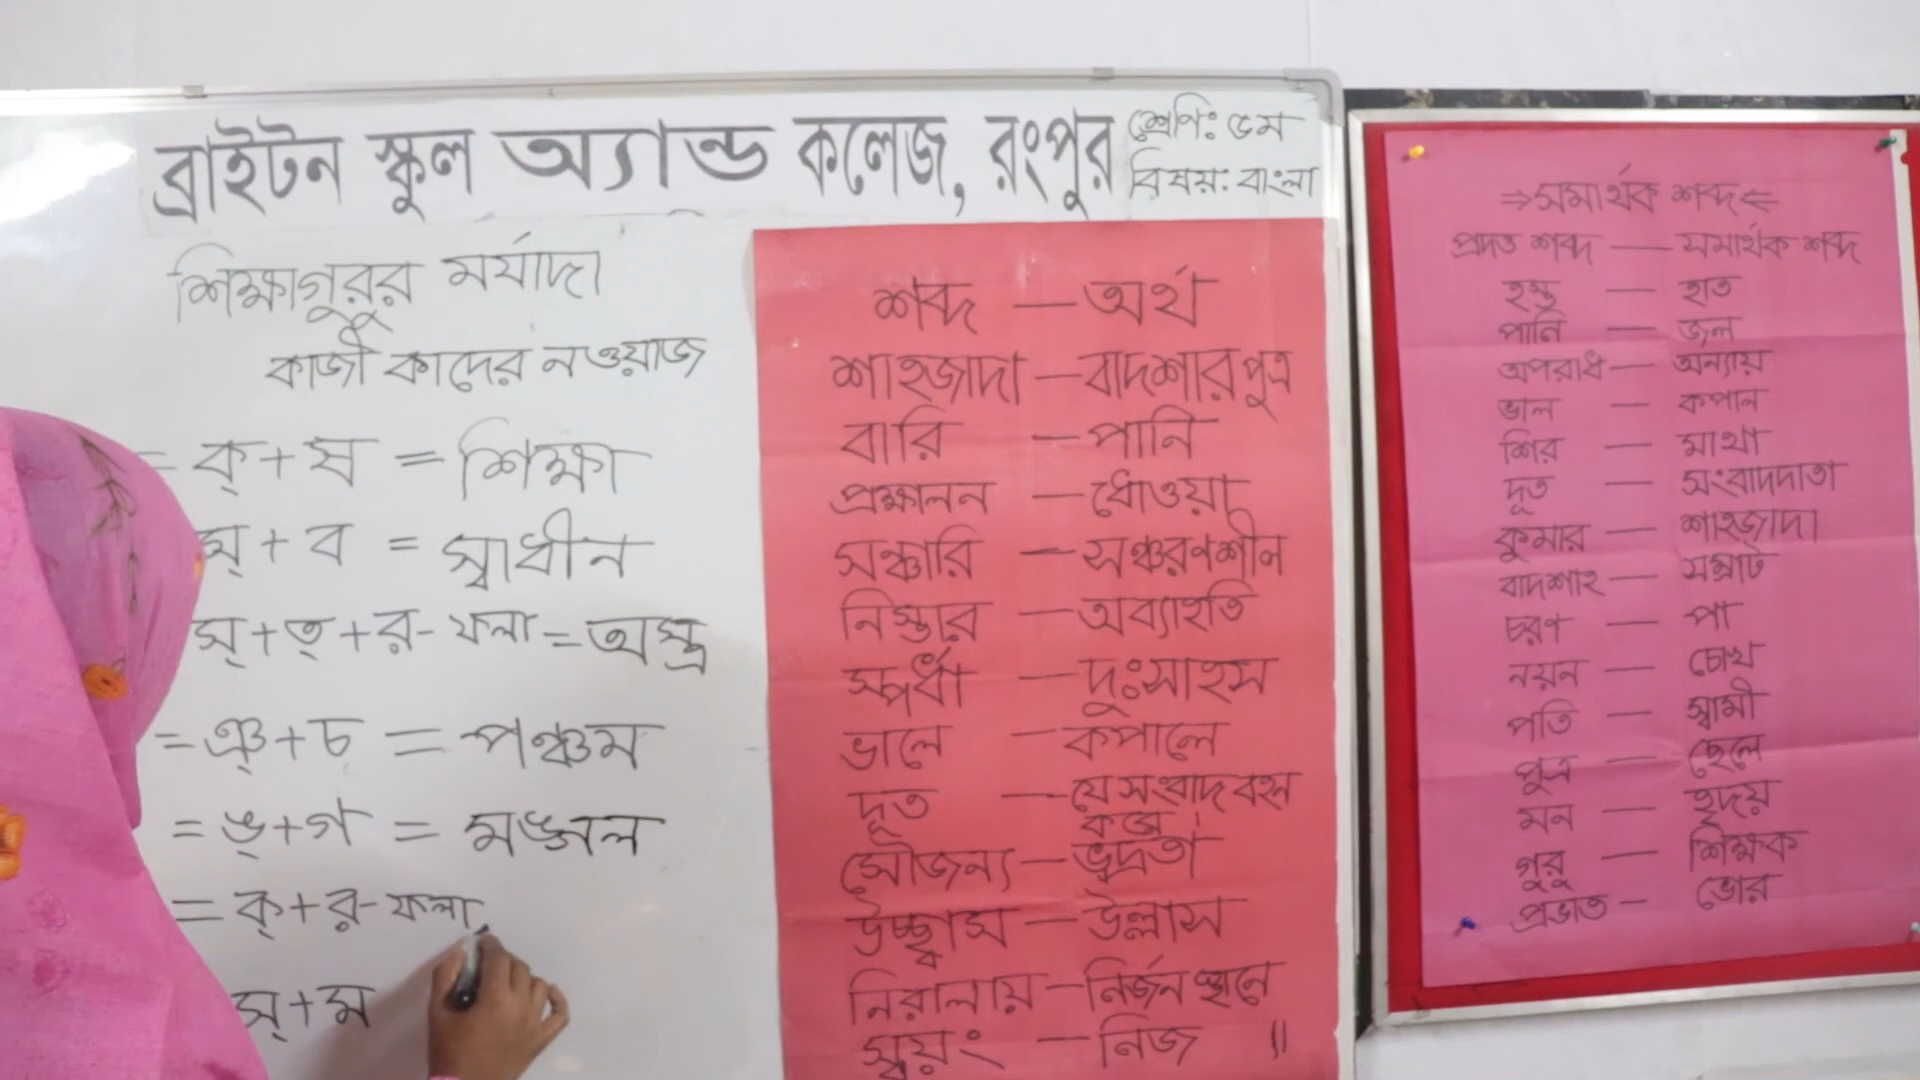 ব্রাইটন স্কুল অ্যান্ড কলেজ, রংপুর
শ্রেণি: ৫ম
বিষয়: বাংলা
শিক্ষাগুরুর মর্যাদা
কাজী কাদের নওয়াজ
= ক্ + ষ = শিক্ষা
স্ + ব = স্বাধীন
স্ + ত্ + র - ফলা = অস্ত্র
= ঞ্ + চ = পঞ্চম
= ঙ্ + গ = মঙ্গল
= ক্ + র - ফলা
স্ + ম
শব্দ — অর্থ
শাহজাদা — বাদশার পুত্র
বারি — পানি
প্রক্ষালন — ধোওয়া
সঞ্চারি — সঞ্চরণশীল
নিস্তার — অব্যাহতি
স্পর্ধা — দুঃসাহস
ভালে — কপালে
দূত — যে সংবাদ বহন
করে।
সৌজন্য — ভদ্রতা
উচ্ছ্বাস — উল্লাস
নিরালায় — নির্জন স্থানে
স্বয়ং — নিজ ॥
⇒ সমার্থক শব্দ ⇐
প্রদত্ত শব্দ — সমার্থক শব্দ
হস্ত — হাত
পানি — জল
অপরাধ — অন্যায়
ভাল — কপাল
শির — মাথা
দূত — সংবাদদাতা
কুমার — শাহজাদা
বাদশাহ — সম্রাট
চরণ — পা
নয়ন — চোখ
পতি — স্বামী
পুত্র — ছেলে
মন — হৃদয়
গুরু — শিক্ষক
প্রভাত — ভোর